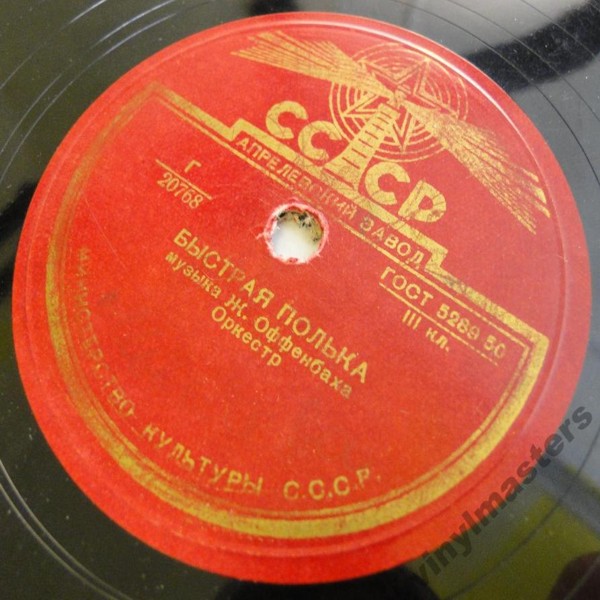 СССР
АПРЕЛЕВСКИЙ ЗАВОД
Г
20768
ГОСТ 5289 50
III кл.
БЫСТРАЯ ПОЛЬКА
музыка Ж. Оффенбаха
Оркестр
МИНИСТЕРСТВО КУЛЬТУРЫ С.С.С.Р.
vinylmasters